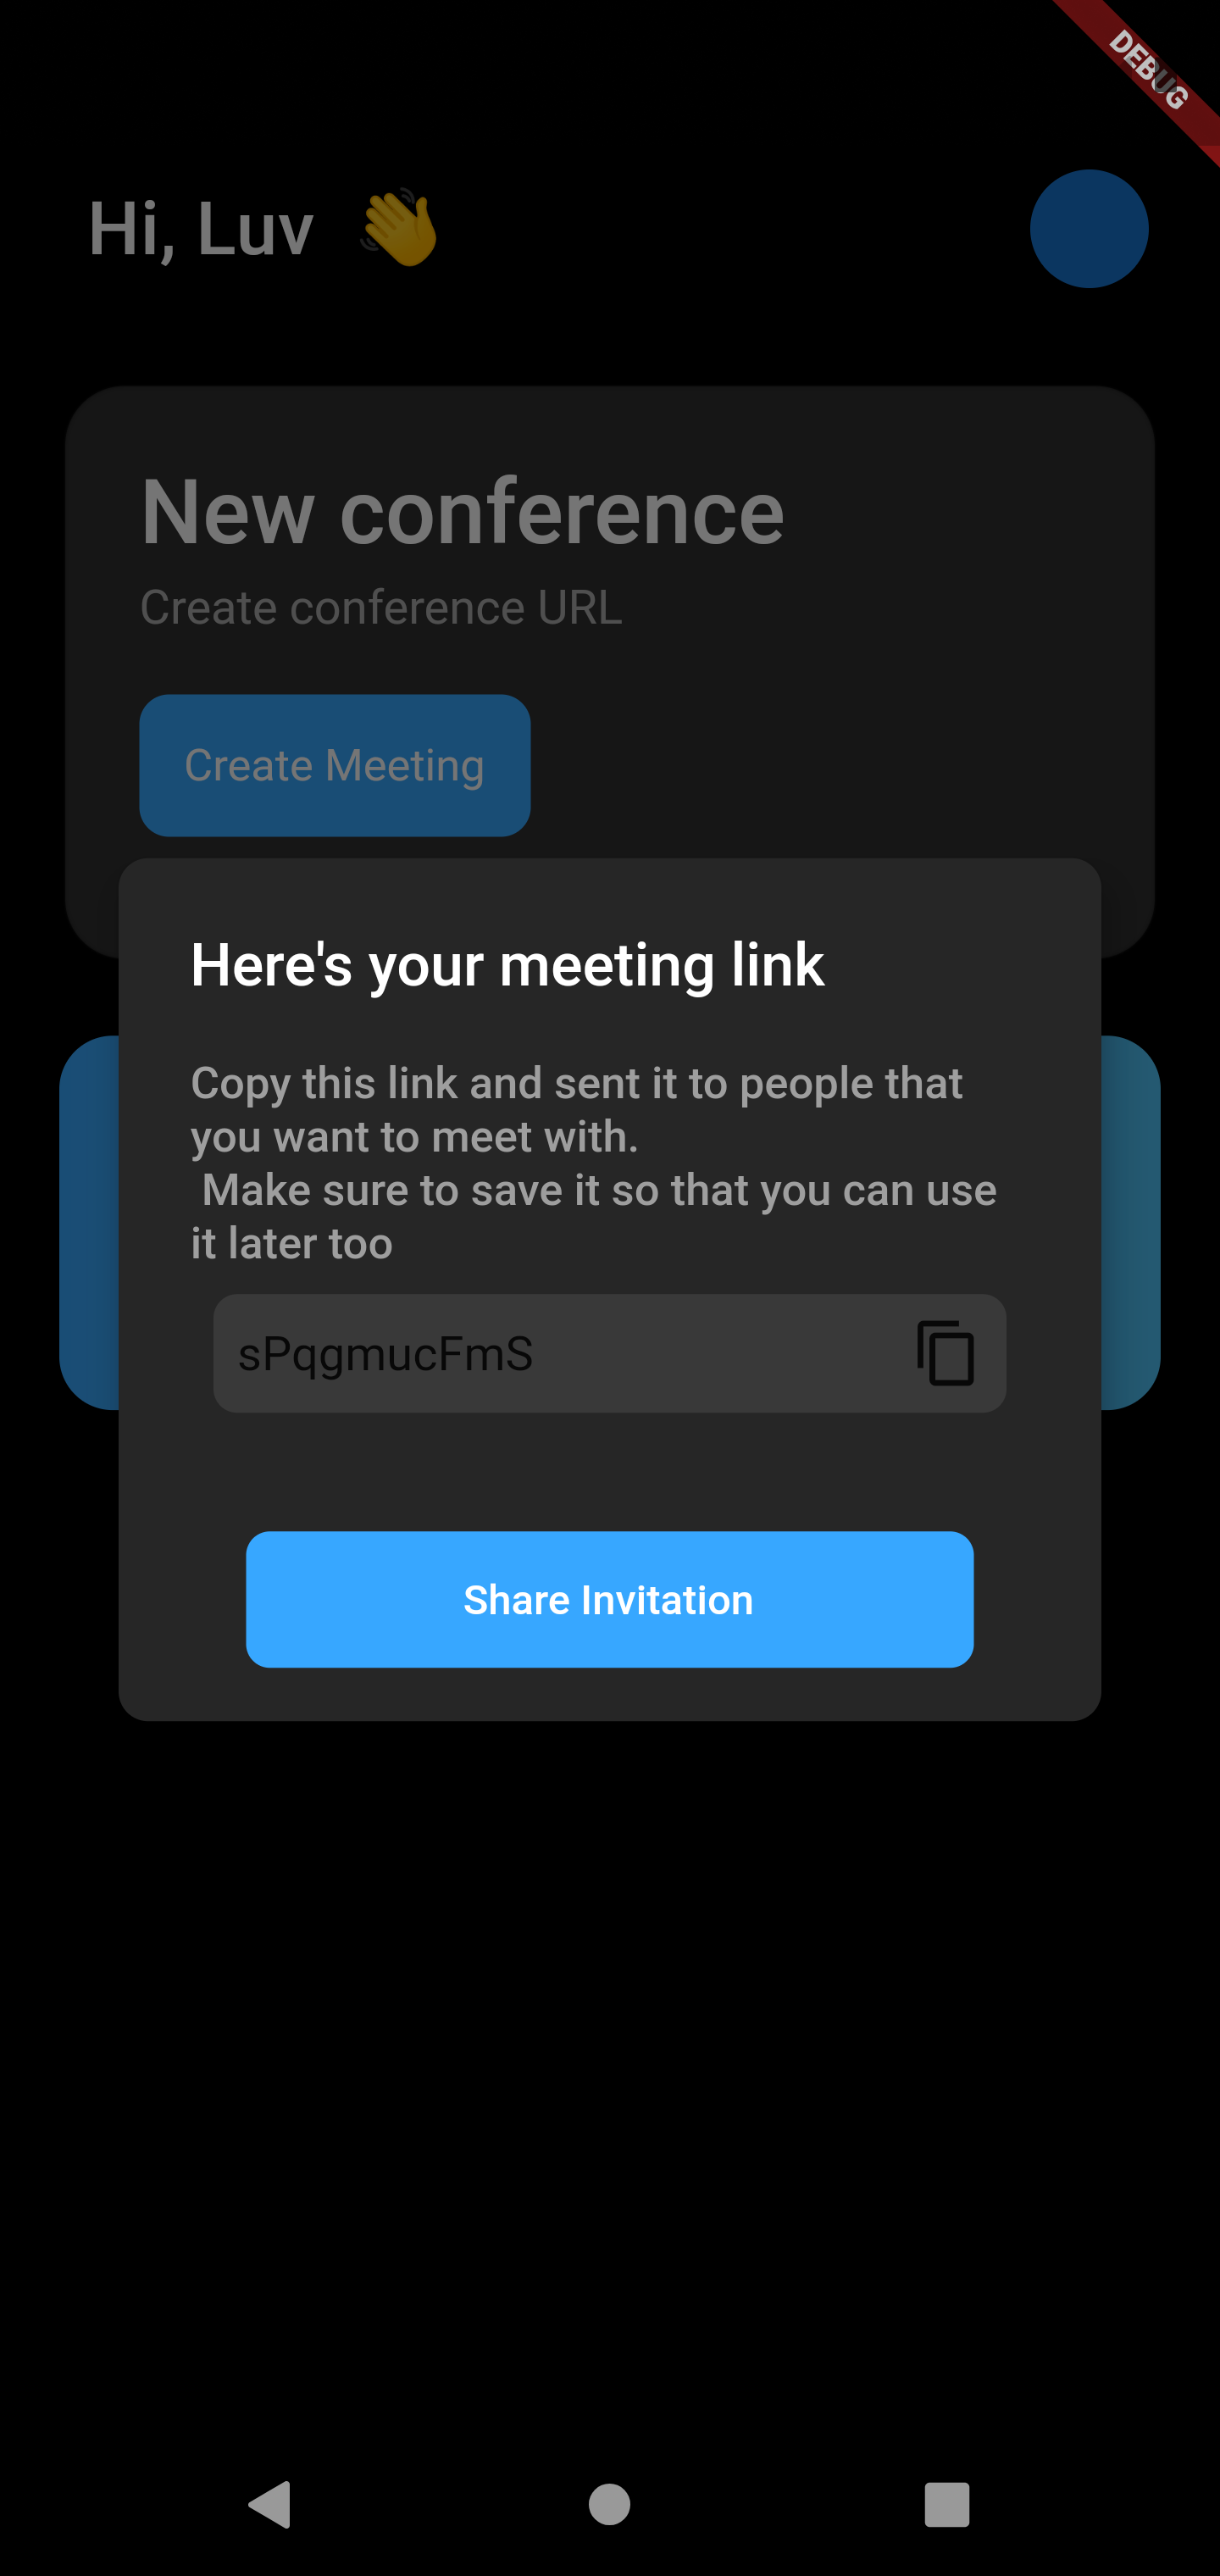 DEBUG
Hi, Luv 👋
New conference
Create conference URL
Create Meeting
Here's your meeting link
Copy this link and sent it to people that
you want to meet with.
Make sure to save it so that you can use
it later too
sPqgmucFmS
Share Invitation